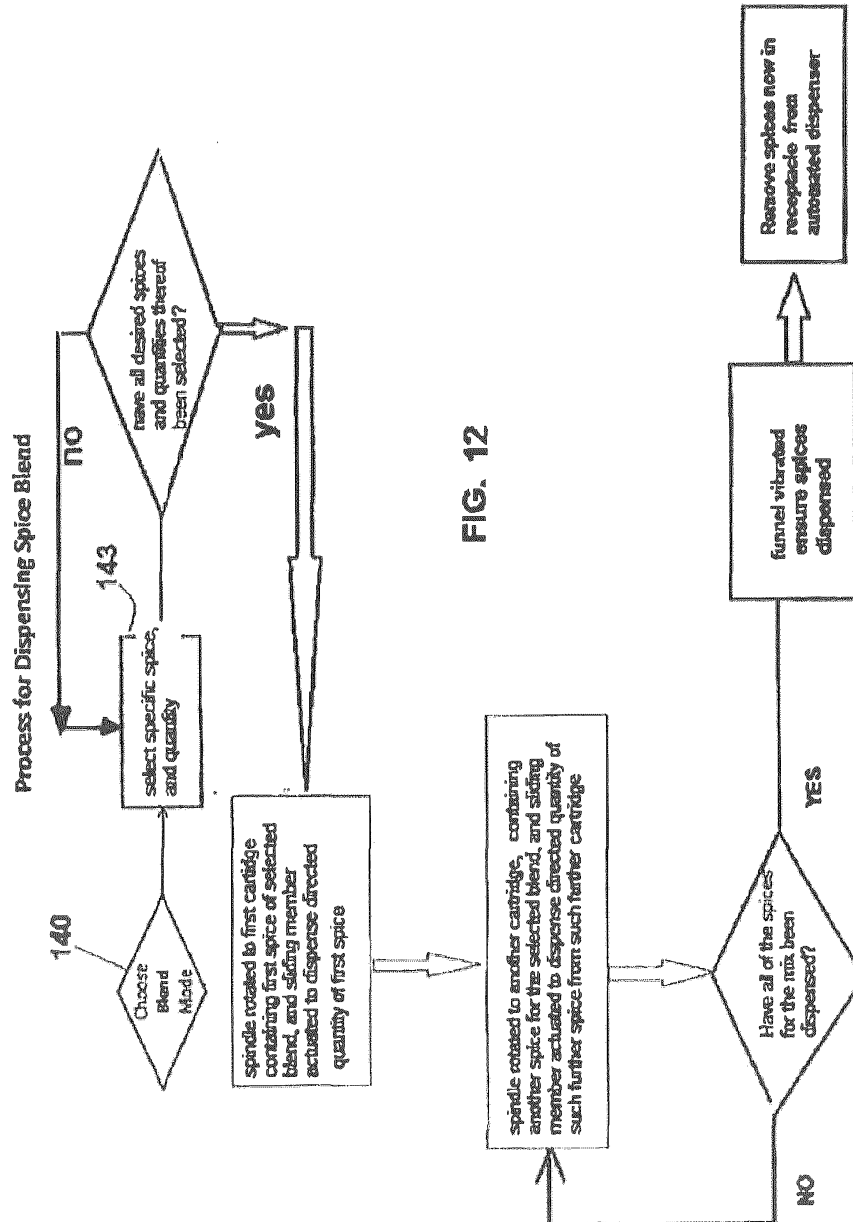 Process for Dispensing Spice Blend
140
Choose
Blend
Mode
143
select specific spice,
and quantity
no
have all desired spices
and quantities thereof
been selected?
yes
spindle rotated to first cartidge
containing first spice of selected
blend, and sliding member
actuated to dispense directed
quantity of first spice
spindle rotated to another cartridge, containing
another spice for the selected blend, and sliding
member actuated to dispense directed quantity of
such further spice from such further cartridge
FIG. 12
Have all of the spices
for the mix been
dispensed?
NO
YES
funnel vibrated
ensure spices
dispensed
Remove spices now in
receptacle from
automated dispenser